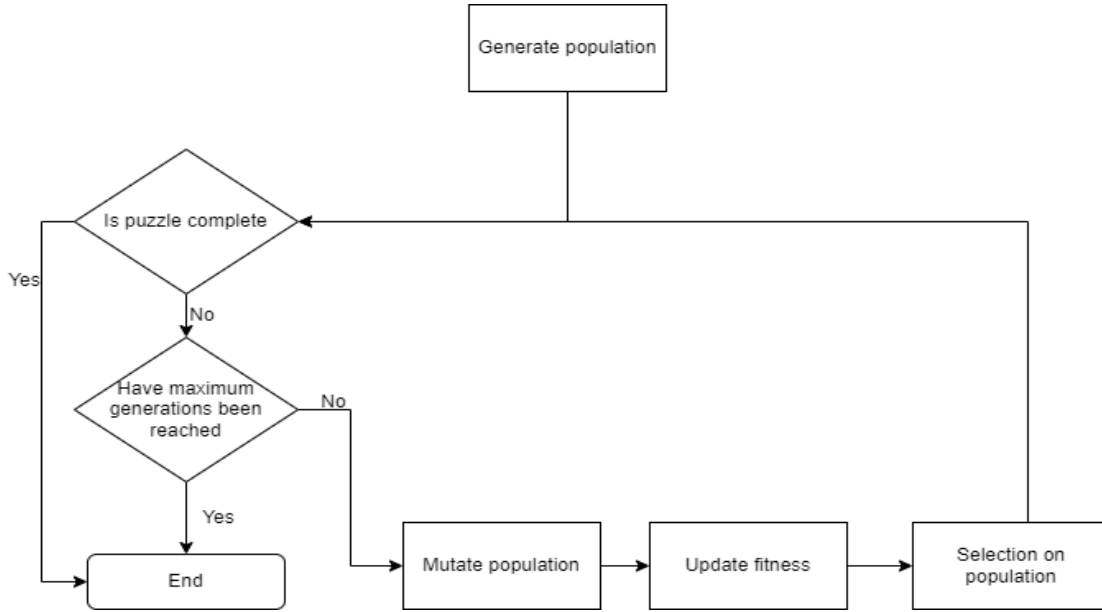 Generate population
Is puzzle complete
Yes
No
Have maximum
generations been
reached
No
Yes
End
Mutate population
Update fitness
Selection on
population